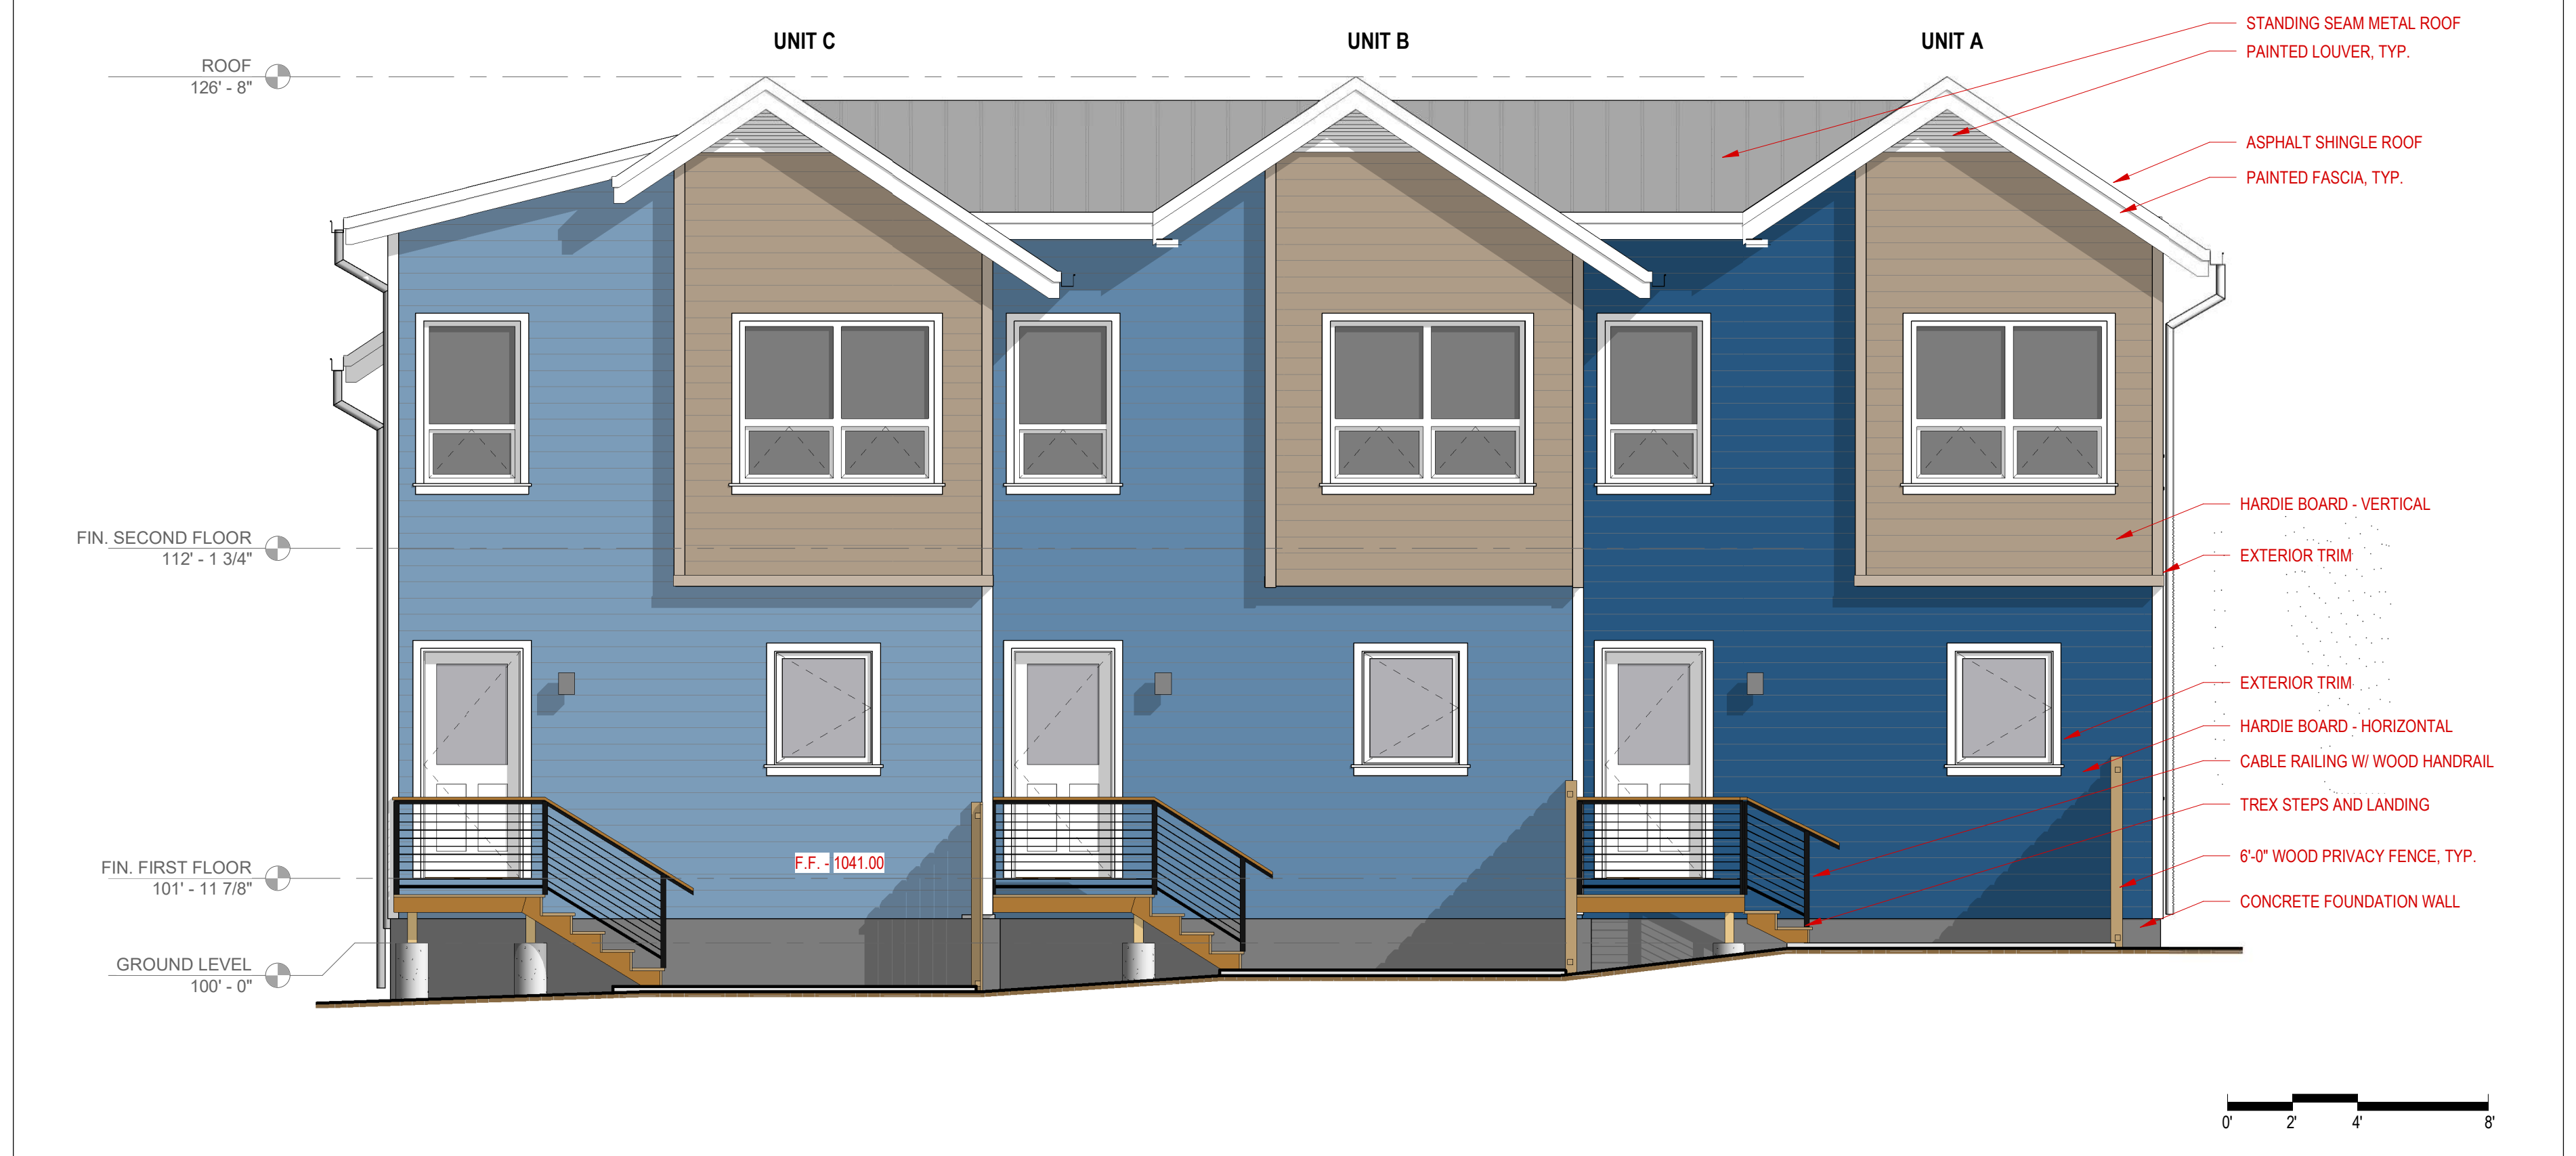 UNIT C
UNIT B
UNIT A
STANDING SEAM METAL ROOF
PAINTED LOUVER, TYP.
ROOF
126' - 8"
ASPHALT SHINGLE ROOF
PAINTED FASCIA, TYP.
HARDIE BOARD - VERTICAL
FIN. SECOND FLOOR
112' - 1 3/4"
EXTERIOR TRIM
EXTERIOR TRIM
HARDIE BOARD - HORIZONTAL
CABLE RAILING W/ WOOD HANDRAIL
TREX STEPS AND LANDING
6'-0" WOOD PRIVACY FENCE, TYP.
F.F. - 1041.00
FIN. FIRST FLOOR
101' - 11 7/8"
CONCRETE FOUNDATION WALL
GROUND LEVEL
100' - 0"
0' 2' 4' 8'